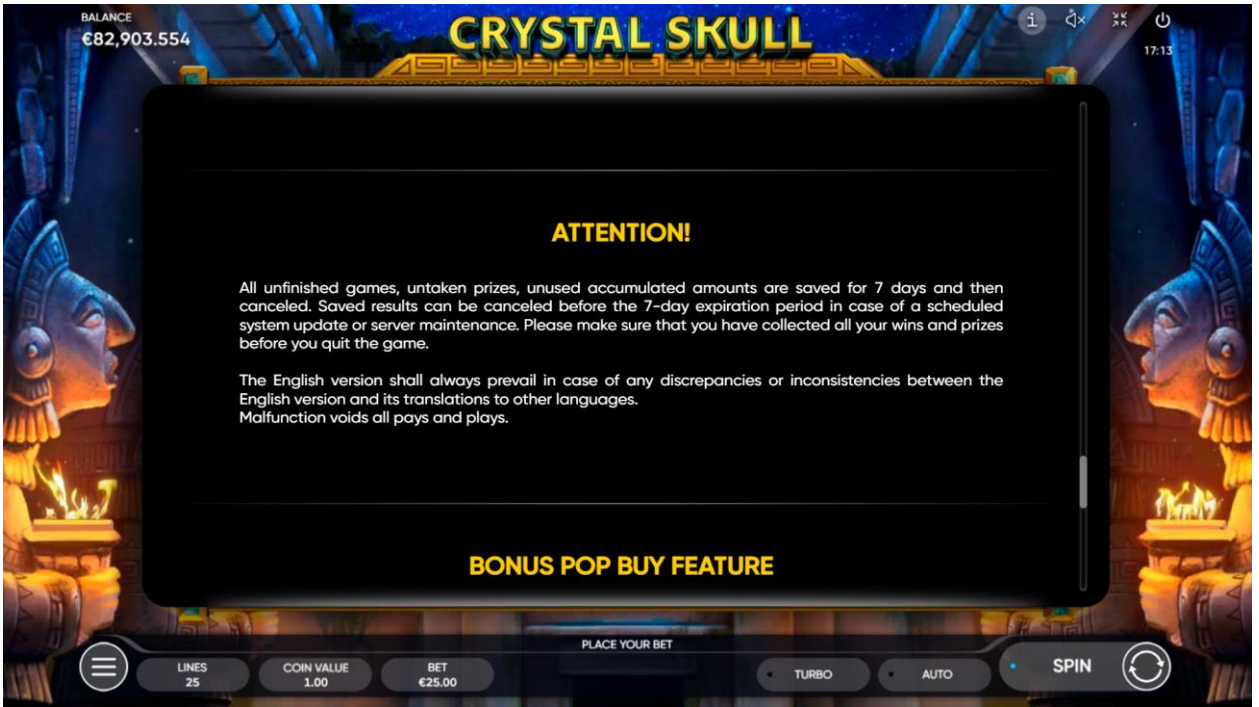 BALANCE
€82,903.554
CRYSTAL SKULL
i
17:13
ATTENTION!
All unfinished games, untaken prizes, unused accumulated amounts are saved for 7 days and then
canceled. Saved results can be canceled before the 7-day expiration period in case of a scheduled
system update or server maintenance. Please make sure that you have collected all your wins and prizes
before you quit the game.
The English version shall always prevail in case of any discrepancies or inconsistencies between the
English version and its translations to other languages.
Malfunction voids all pays and plays.
BONUS POP BUY FEATURE
PLACE YOUR BET
LINES
25
COIN VALUE
1.00
BET
€25.00
TURBO
AUTO
SPIN